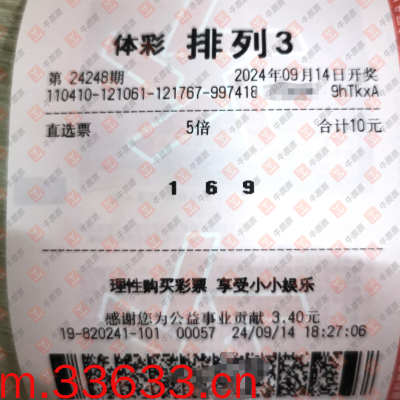 体彩 排列3
第 24248期 2024年09月14日开奖
110410-121061-121767-997418 9hTkxA
直选票 5倍 合计10元
1 6 9
理性购买彩票 享受小小娱乐
感谢您为公益事业贡献 3.40元
19-820241-101 00057 24/09/14 18:27:06
m.33633.cn